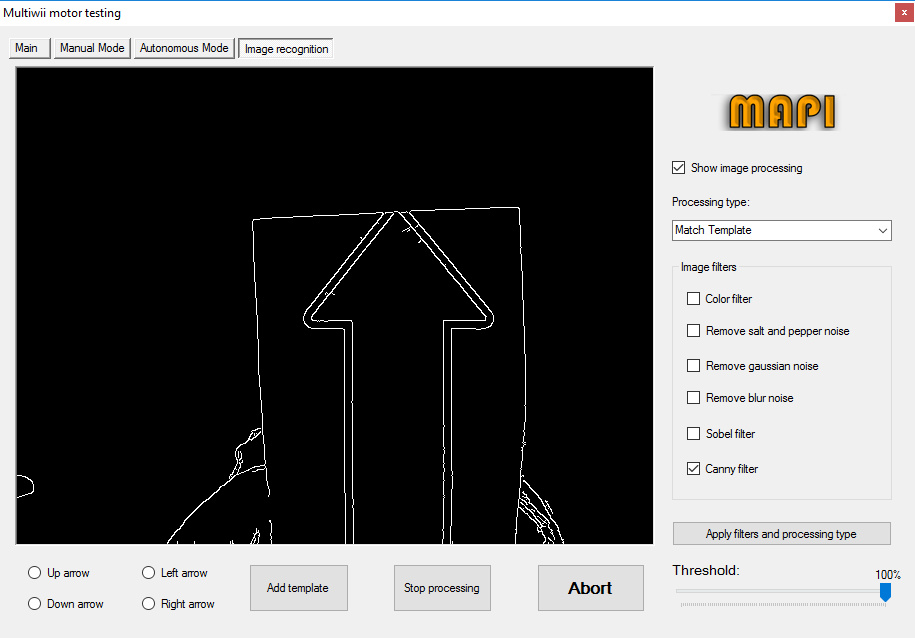 Multiwii motor testing
x
Main
Manual Mode
Autonomous Mode
Image recognition
MAPI
Show image processing
Processing type:
Match Template
Image filters
Color filter
Remove salt and pepper noise
Remove gaussian noise
Remove blur noise
Sobel filter
Canny filter
Apply filters and processing type
Up arrow
Left arrow
Down arrow
Right arrow
Add template
Stop processing
Abort
Threshold:
100%